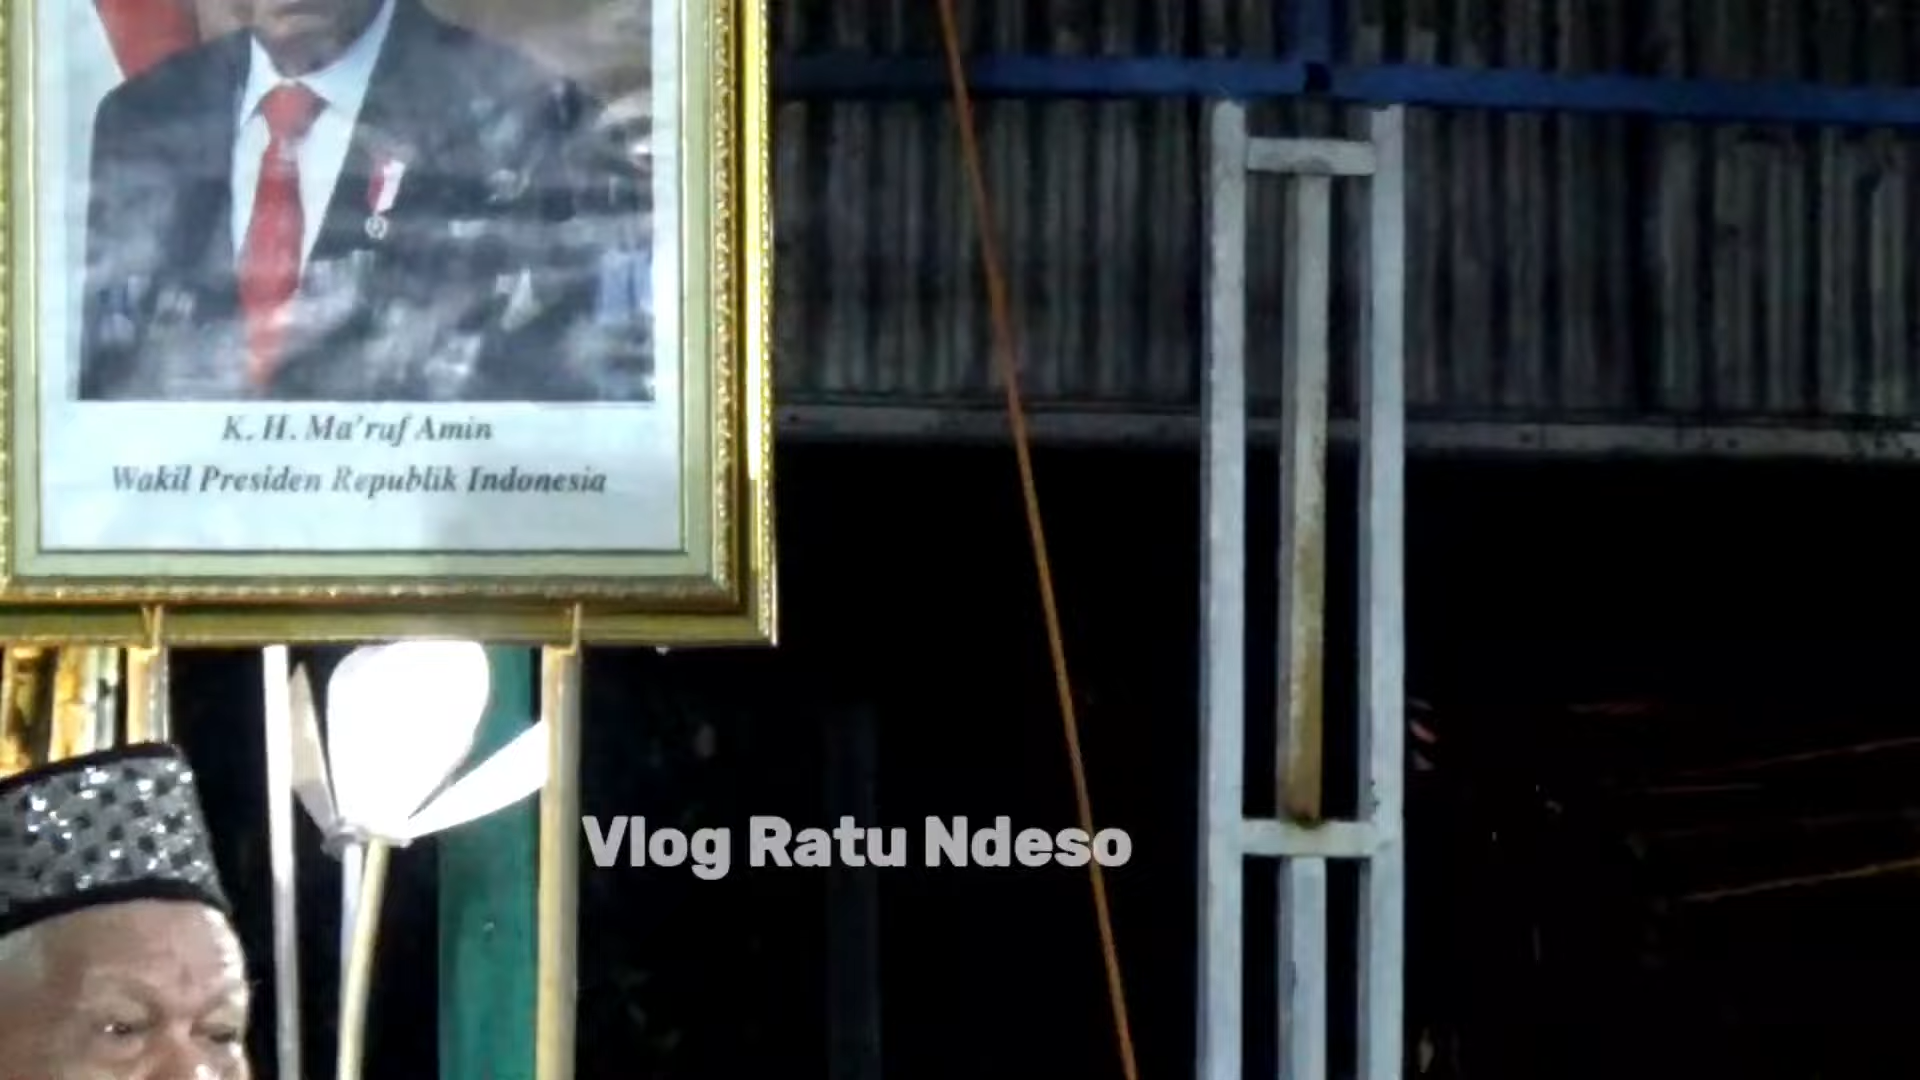 K. H. Ma'ruf Amin
Wakil Presiden Republik Indonesia
Vlog Ratu Ndeso